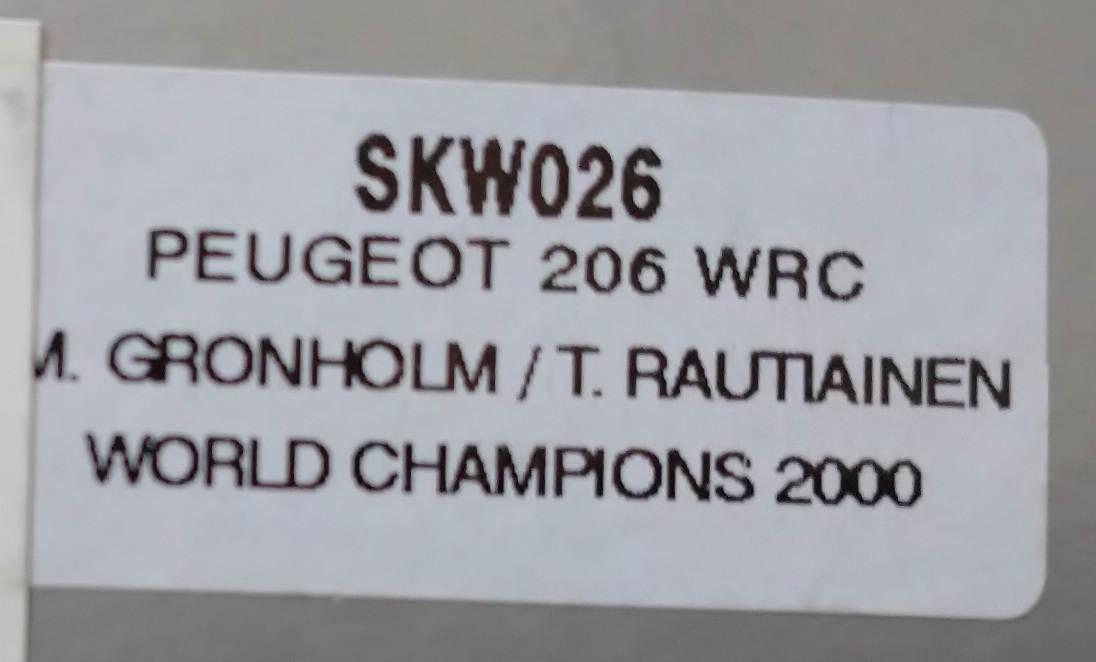 SKW026
PEUGEOT 206 WRC
M. GRONHOLM / T. RAUTIAINEN
WORLD CHAMPIONS 2000